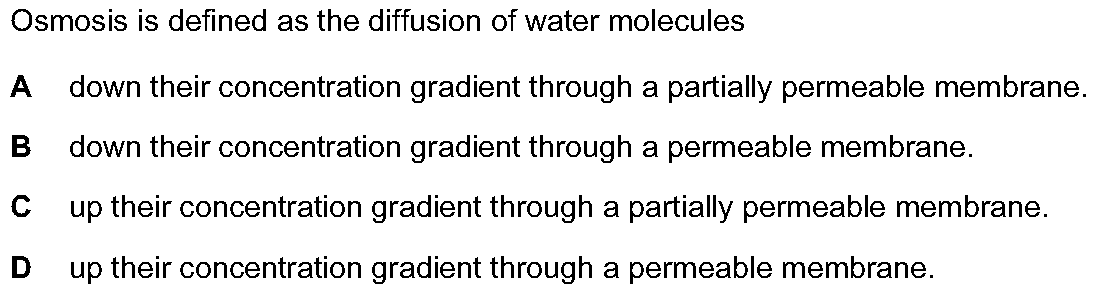 Osmosis is defined as the diffusion of water molecules
A down their concentration gradient through a partially permeable membrane.
B down their concentration gradient through a permeable membrane.
C up their concentration gradient through a partially permeable membrane.
D up their concentration gradient through a permeable membrane.